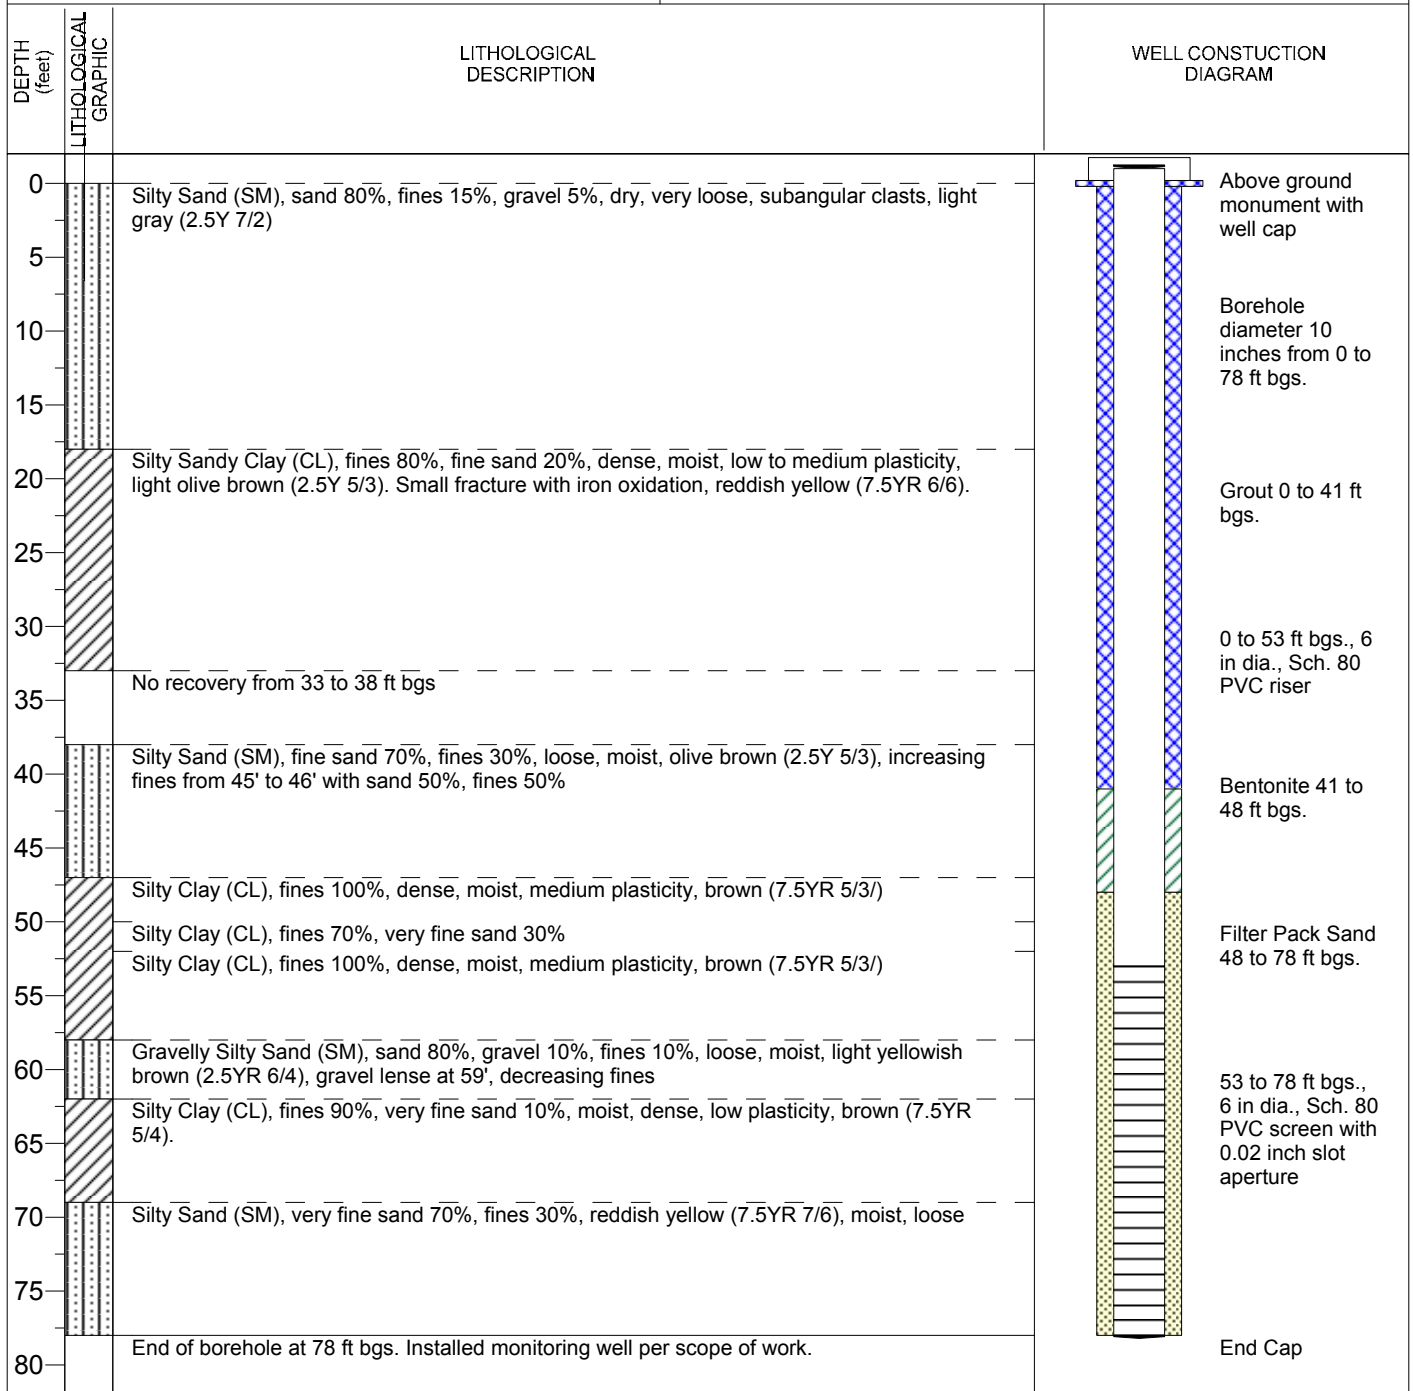 DEPTH
(feet)
LITHOLOGICAL
GRAPHIC
LITHOLOGICAL
DESCRIPTION
WELL CONSTUCTION
DIAGRAM
0
Silty Sand (SM), sand 80%, fines 15%, gravel 5%, dry, very loose, subangular clasts, light
gray (2.5Y 7/2)
Above ground
monument with
well cap
5
10
Borehole
diameter 10
inches from 0 to
78 ft bgs.
15
Silty Sandy Clay (CL), fines 80%, fine sand 20%, dense, moist, low to medium plasticity,
light olive brown (2.5Y 5/3). Small fracture with iron oxidation, reddish yellow (7.5YR 6/6).
20
Grout 0 to 41 ft
bgs.
25
30
0 to 53 ft bgs., 6
in dia., Sch. 80
PVC riser
No recovery from 33 to 38 ft bgs
35
Silty Sand (SM), fine sand 70%, fines 30%, loose, moist, olive brown (2.5Y 5/3), increasing
fines from 45' to 46' with sand 50%, fines 50%
40
Bentonite 41 to
48 ft bgs.
45
Silty Clay (CL), fines 100%, dense, moist, medium plasticity, brown (7.5YR 5/3/)
50
Silty Clay (CL), fines 70%, very fine sand 30%
Filter Pack Sand
48 to 78 ft bgs.
Silty Clay (CL), fines 100%, dense, moist, medium plasticity, brown (7.5YR 5/3/)
55
Gravelly Silty Sand (SM), sand 80%, gravel 10%, fines 10%, loose, moist, light yellowish
brown (2.5YR 6/4), gravel lense at 59', decreasing fines
60
53 to 78 ft bgs.,
6 in dia., Sch. 80
PVC screen with
0.02 inch slot
aperture
Silty Clay (CL), fines 90%, very fine sand 10%, moist, dense, low plasticity, brown (7.5YR
5/4).
65
70
Silty Sand (SM), very fine sand 70%, fines 30%, reddish yellow (7.5YR 7/6), moist, loose
75
End of borehole at 78 ft bgs. Installed monitoring well per scope of work.
End Cap
80